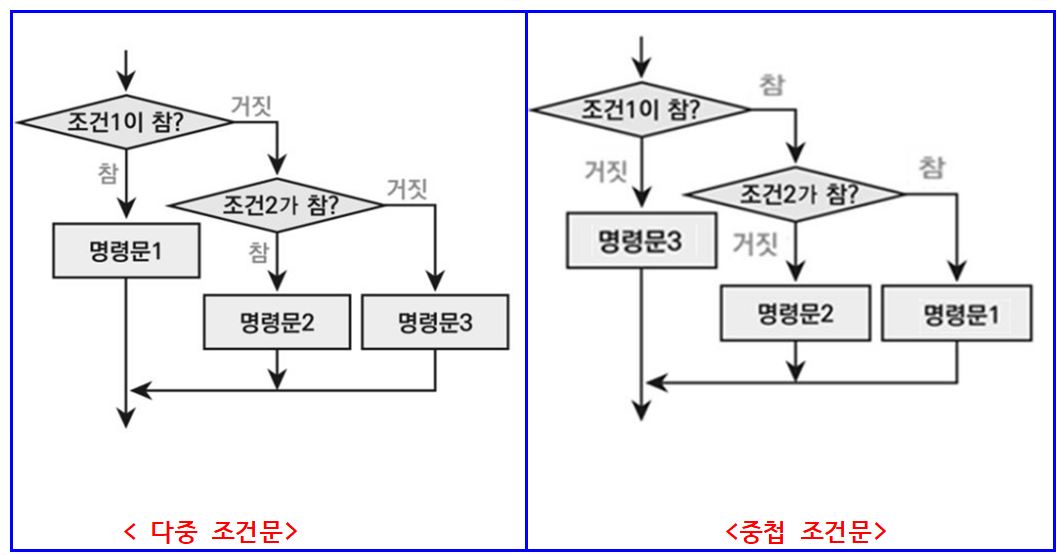 조건1이 참?
거짓
참
조건2가 참?
거짓
명령문1
참
명령문2
명령문3
< 다중 조건문>
참
조건1이 참?
거짓
조건2가 참?
참
명령문3
거짓
명령문2
명령문1
<중첩 조건문>